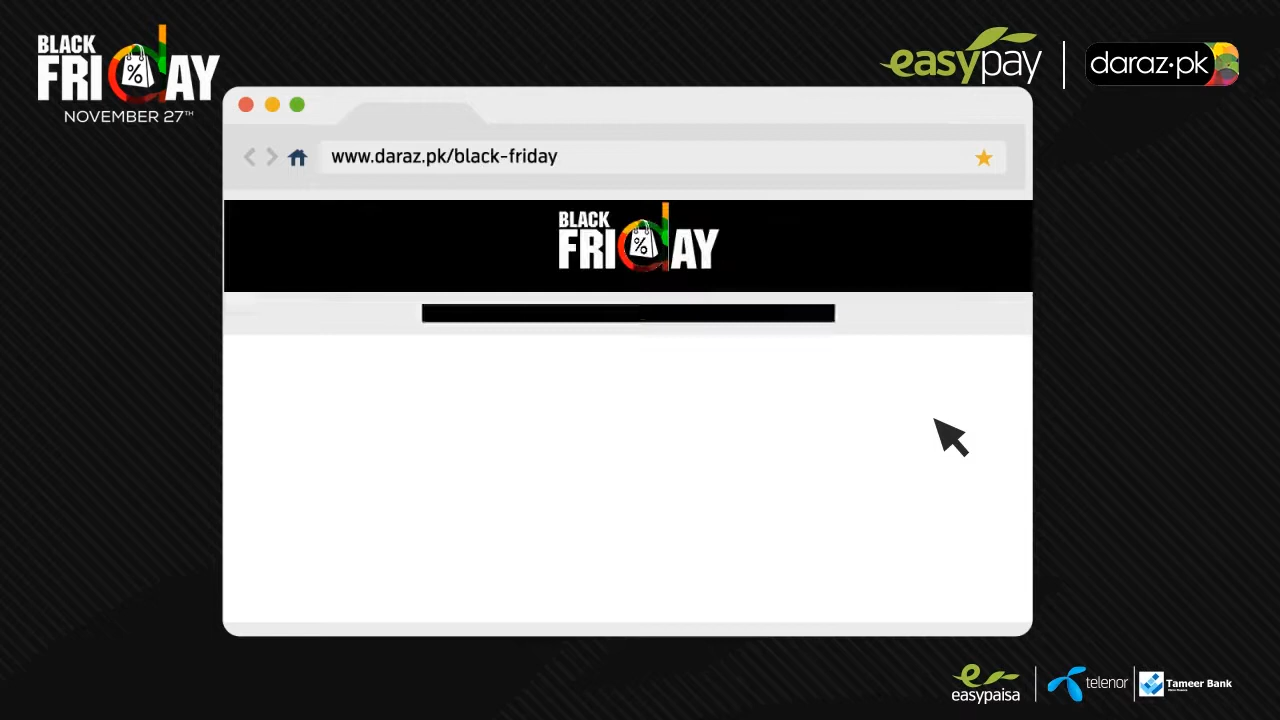 BLACK
FRIDAY
NOVEMBER 27TH
easypay
daraz.pk
www.daraz.pk/black-friday
BLACK
FRIDAY
easypaisa
telenor
Tameer Bank